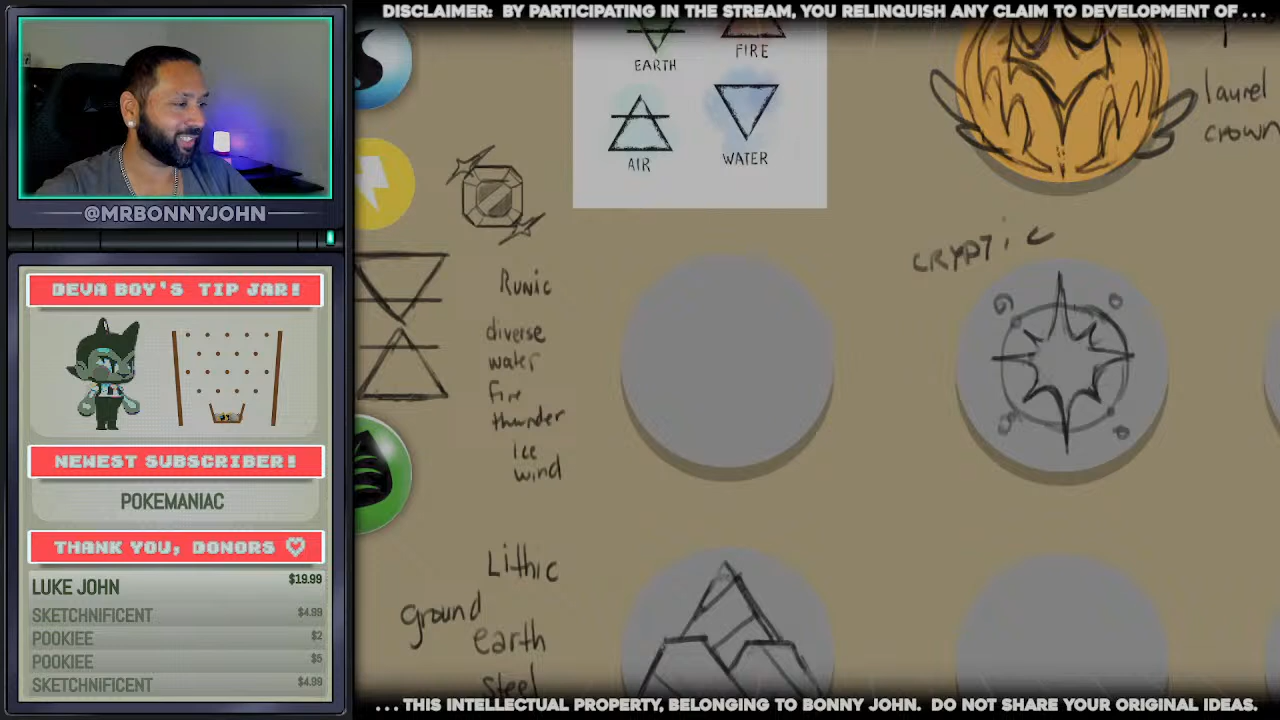 DISCLAIMER: BY PARTICIPATING IN THE STREAM, YOU RELINQUISH ANY CLAIM TO DEVELOPMENT OF . . .
@MRBONNYJOHN
DEVA BOY'S TIP JAR!
NEWEST SUBSCRIBER!
POKEMANIAC
THANK YOU, DONORS
LUKE JOHN $19.99
SKETCHNIFICENT $4.99
POOKIEE $2
POOKIEE $5
SKETCHNIFICENT $4.99
EARTH
FIRE
AIR
WATER
laurel
crown
CRYPTIC
Runic
diverse
water
fire
thunder
Ice
wind
Lithic
ground
earth
steel
. . . THIS INTELLECTUAL PROPERTY, BELONGING TO BONNY JOHN. DO NOT SHARE YOUR ORIGINAL IDEAS.